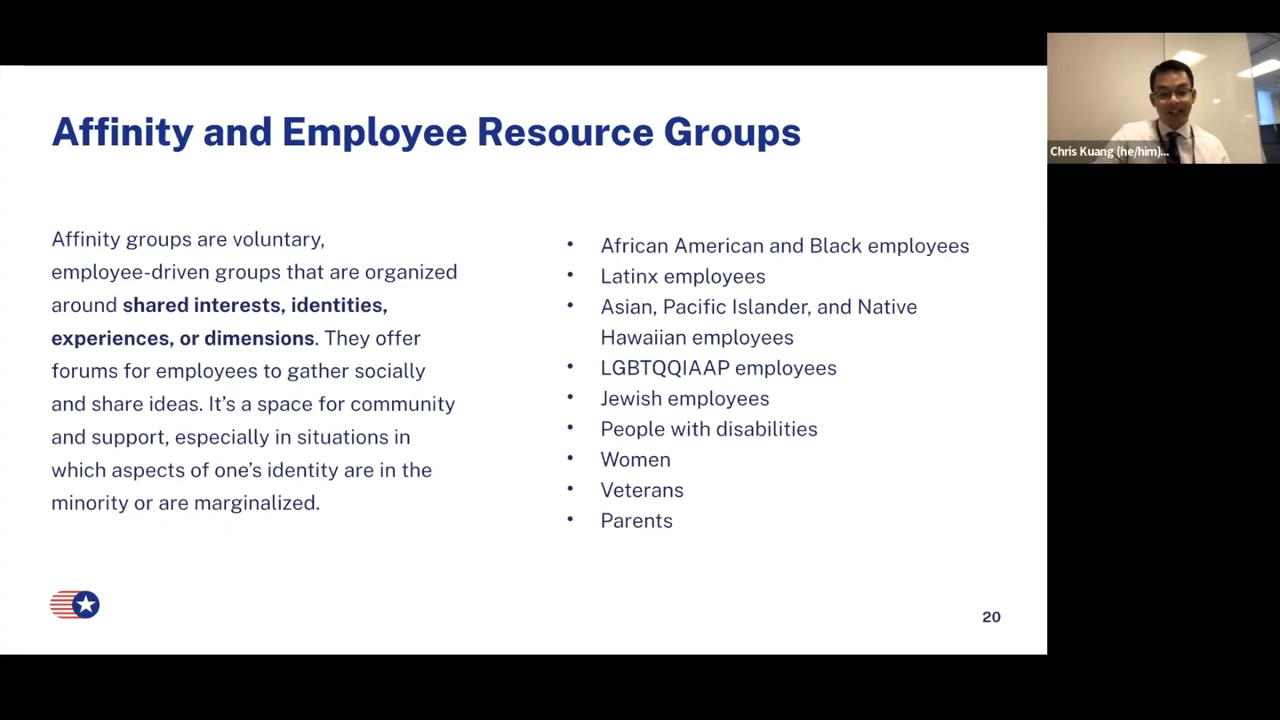 Affinity and Employee Resource Groups
Affinity groups are voluntary,
employee-driven groups that are organized
around shared interests, identities,
experiences, or dimensions. They offer
forums for employees to gather socially
and share ideas. It’s a space for community
and support, especially in situations in
which aspects of one’s identity are in the
minority or are marginalized.
• African American and Black employees
• Latinx employees
• Asian, Pacific Islander, and Native
Hawaiian employees
• LGBTQQIAAP employees
• Jewish employees
• People with disabilities
• Women
• Veterans
• Parents
20
Chris Kuang (he/him)...